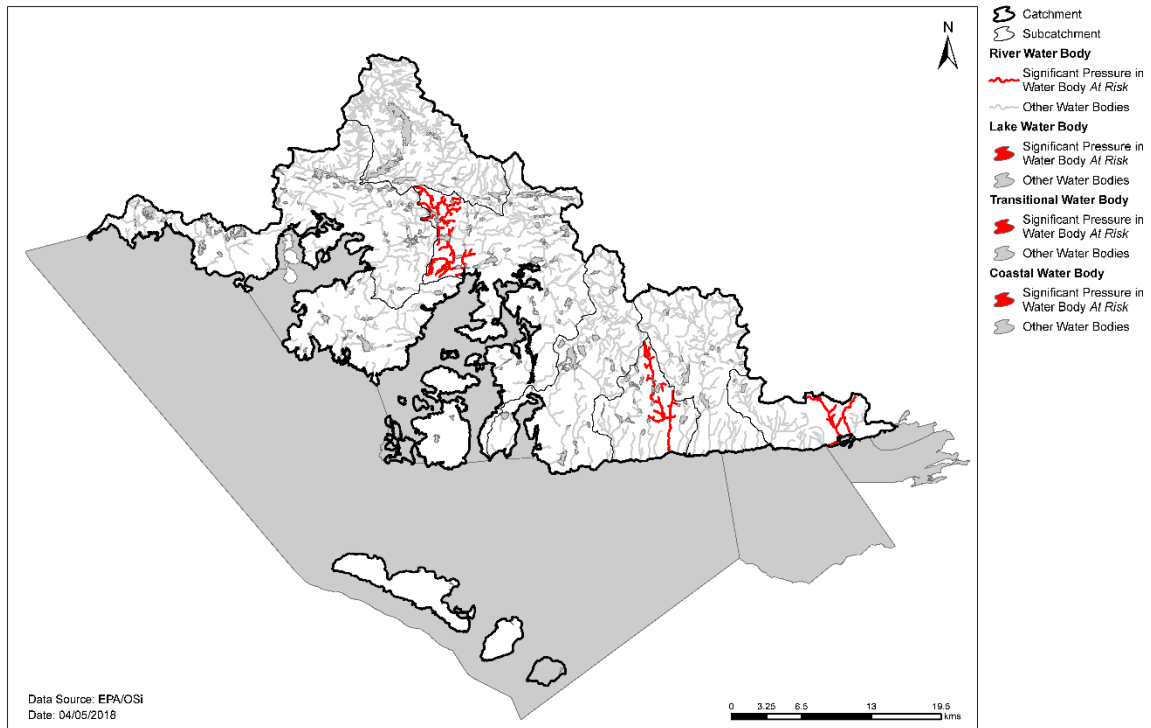 N
Catchment
Subcatchment
River Water Body
Significant Pressure in
Water Body At Risk
Other Water Bodies
Lake Water Body
Significant Pressure in
Water Body At Risk
Other Water Bodies
Transitional Water Body
Significant Pressure in
Water Body At Risk
Other Water Bodies
Coastal Water Body
Significant Pressure in
Water Body At Risk
Other Water Bodies
Data Source: EPA/OSi
Date: 04/05/2018
0 3.25 6.5 13 19.5
kms